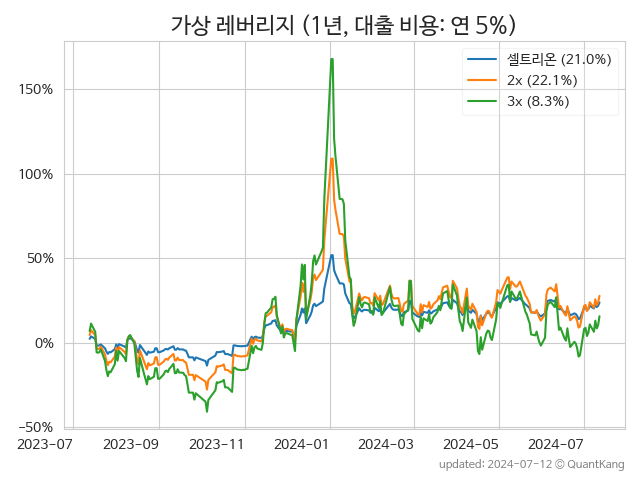 가상 레버리지 (1년, 대출 비용: 연 5%)
셀트리온 (21.0%)
2x (22.1%)
3x (8.3%)
150%
100%
50%
0%
−50%
2023-07 2023-09 2023-11 2024-01 2024-03 2024-05 2024-07
updated: 2024-07-12 © QuantKang